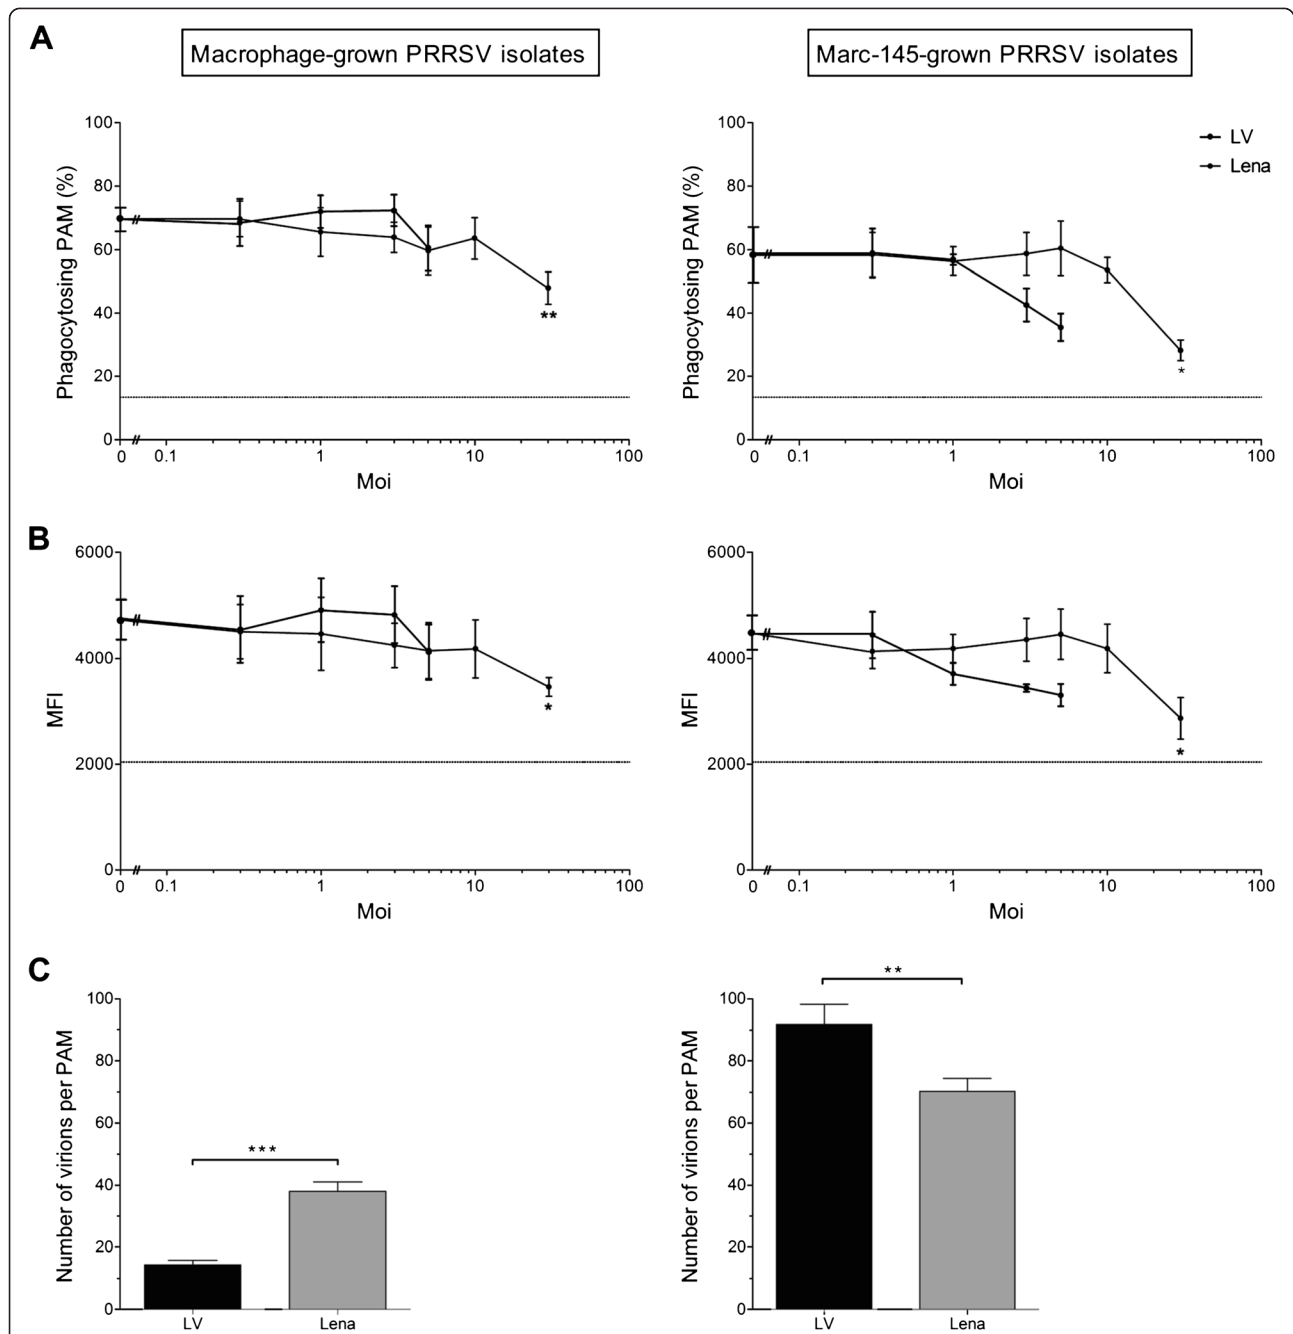 A
Macrophage-grown PRRSV isolates
Marc-145-grown PRRSV isolates
Phagocytosing PAM (%)
100
80
60
40
20
0
**
0 0.1 1 10 100
Moi
Phagocytosing PAM (%)
100
80
60
40
20
0
LV
Lena
*
0 0.1 1 10 100
Moi
B
MFI
6000
4000
2000
0
*
0 0.1 1 10 100
Moi
MFI
6000
4000
2000
0
*
0 0.1 1 10 100
Moi
C
Number of virions per PAM
100
80
60
40
20
0
***
LV Lena
Number of virions per PAM
100
80
60
40
20
0
**
LV Lena